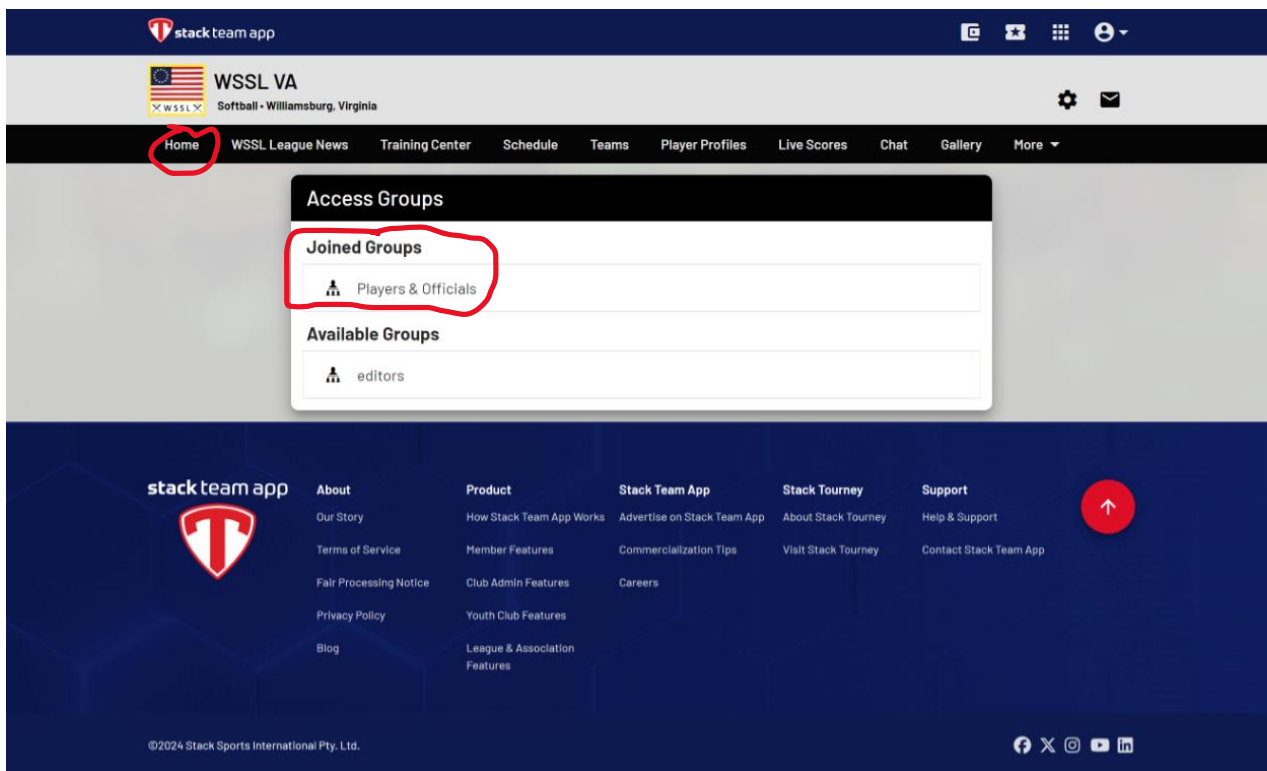 stack team app
WSSL VA
Softball • Williamsburg, Virginia
X WSSL X
Home WSSL League News Training Center Schedule Teams Player Profiles Live Scores Chat Gallery More
Access Groups
Joined Groups
Players & Officials
Available Groups
editors
stack team app
About
Our Story
Terms of Service
Fair Processing Notice
Privacy Policy
Blog
Product
How Stack Team App Works
Member Features
Club Admin Features
Youth Club Features
League & Association
Features
Stack Team App
Advertise on Stack Team App
Commercialization Tips
Careers
Stack Tourney
About Stack Tourney
Visit Stack Tourney
Support
Help & Support
Contact Stack Team App
©2024 Stack Sports International Pty. Ltd.